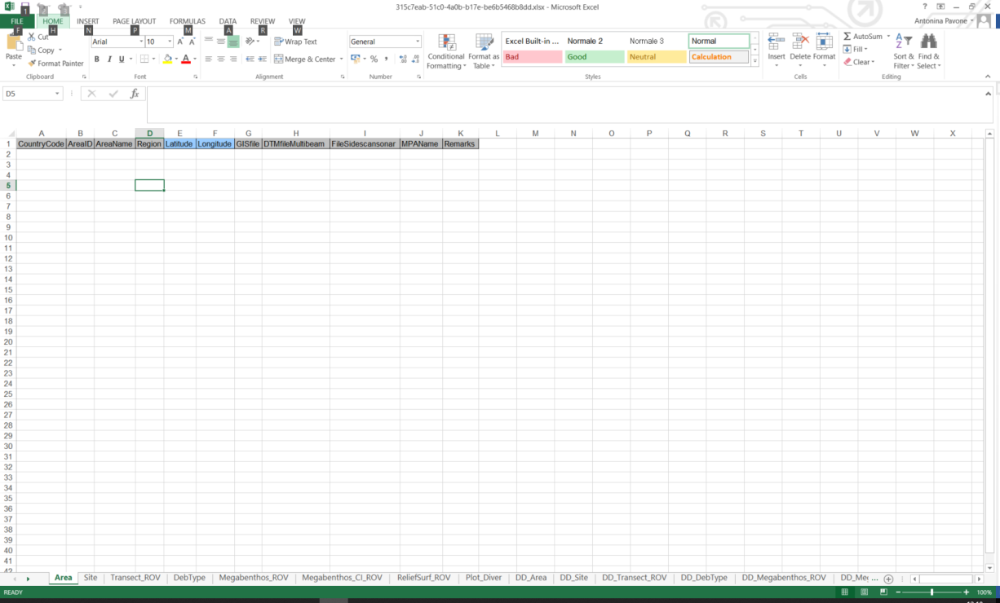 315c7eab-51c0-4a0b-b17e-be6b5468b8dd.xlsx - Microsoft Excel
1 2 3
FILE HOME INSERT PAGE LAYOUT FORMULAS DATA REVIEW VIEW
Antonina Pavone
F H N P M A R W
Cut
Copy
Format Painter
Paste
Clipboard
Arial 10
B I U
Font
Wrap Text
Merge & Center
Alignment
General
%
Number
Conditional Formatting
Format as Table
Excel Built-in ... Normale 2 Normale 3 Normal
Bad Good Neutral Calculation
Styles
Insert Delete Format
Cells
AutoSum
Fill
Clear
Sort & Filter
Find & Select
Editing
D5 fx
A B C D E F G H I J K L M N O P Q R S T U V W X
1 CountryCode AreaID AreaName Region Latitude Longitude GISfile DTMfileMultibeam FileSidescansonar MPAName Remarks
2
3
4
5
6
7
8
9
10
11
12
13
14
15
16
17
18
19
20
21
22
23
24
25
26
27
28
29
30
31
32
33
34
35
36
37
38
39
40
41
42
Area Site Transect_ROV DebType Megabenthos_ROV Megabenthos_CI_ROV ReliefSurf_ROV Plot_Diver DD_Area DD_Site DD_Transect_ROV DD_DebType DD_Megabenthos_ROV DD_Me ...
READY 100%